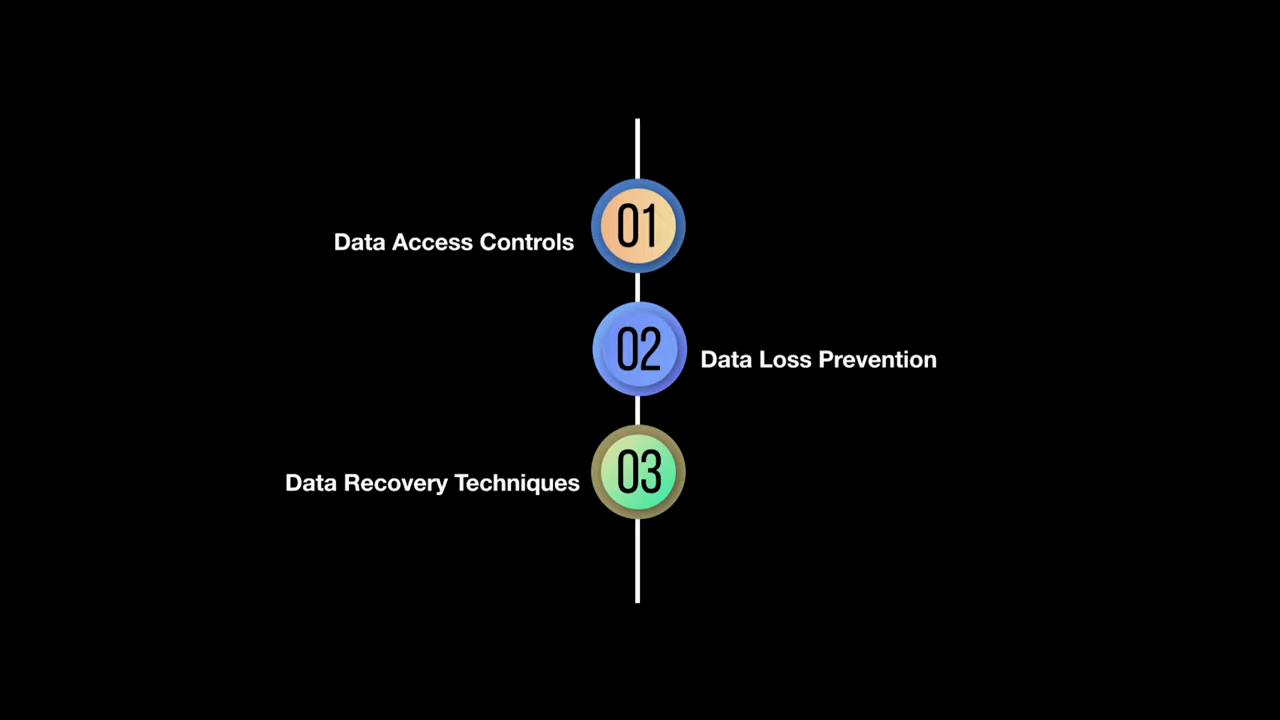 Data Access Controls
01
02
Data Loss Prevention
Data Recovery Techniques
03